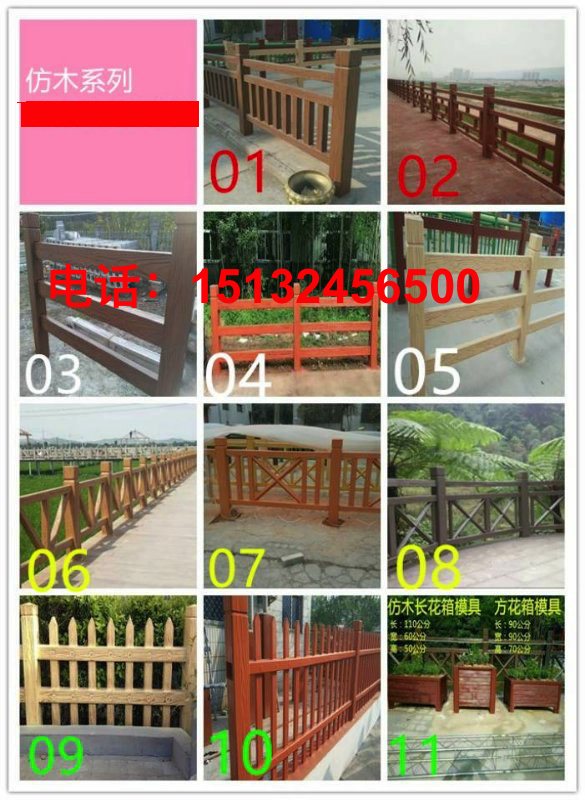 仿木系列
01
02
电话：15132456500
03
04
05
06
07
08
仿木长花箱模具
长：110公分
宽：60公分
高：50公分
方花箱模具
长：90公分
宽：90公分
高：70公分
09
10
11